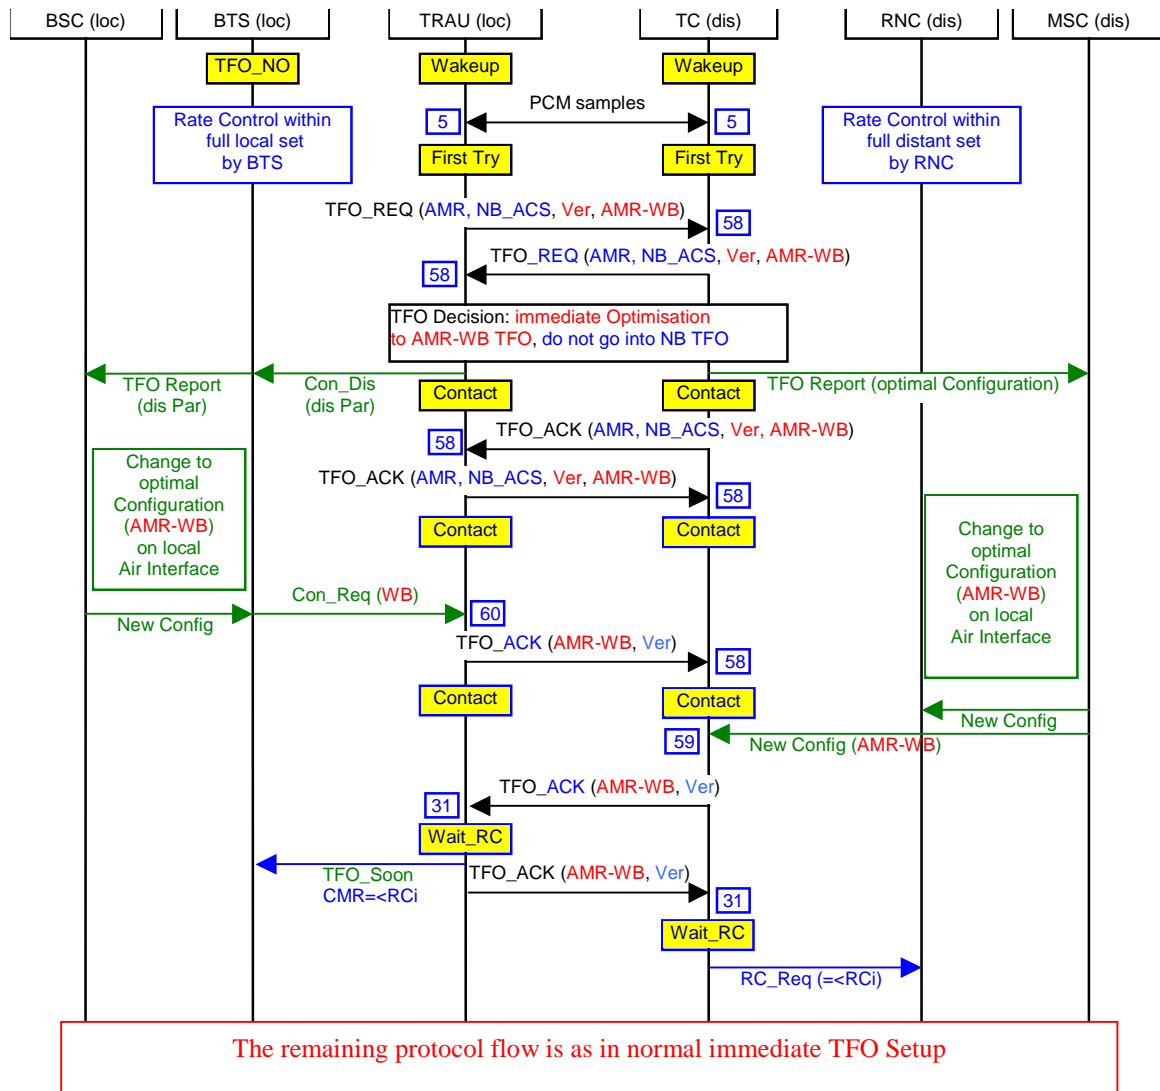 BSC (loc) BTS (loc) TRAU (loc) TC (dis) RNC (dis) MSC (dis)
TFO_NO Wakeup Wakeup
PCM samples
5 5
Rate Control within
full local set
by BTS
Rate Control within
full distant set
by RNC
First Try First Try
TFO_REQ (AMR, NB_ACS, Ver, AMR-WB)
58
TFO_REQ (AMR, NB_ACS, Ver, AMR-WB)
58
TFO Decision: immediate Optimisation
to AMR-WB TFO, do not go into NB TFO
TFO Report
(dis Par)
Con_Dis
(dis Par)
Contact Contact
TFO Report (optimal Configuration)
TFO_ACK (AMR, NB_ACS, Ver, AMR-WB)
58
TFO_ACK (AMR, NB_ACS, Ver, AMR-WB)
58
Change to
optimal
Configuration
(AMR-WB)
on local
Air Interface
Contact Contact
Change to
optimal
Configuration
(AMR-WB)
on local
Air Interface
Con_Req (WB)
New Config
60
TFO_ACK (AMR-WB, Ver)
58
Contact Contact
New Config
59
New Config (AMR-WB)
TFO_ACK (AMR-WB, Ver)
31
Wait_RC
TFO_Soon
CMR=<RCi
TFO_ACK (AMR-WB, Ver)
31
Wait_RC
RC_Req (=<RCi)
The remaining protocol flow is as in normal immediate TFO Setup